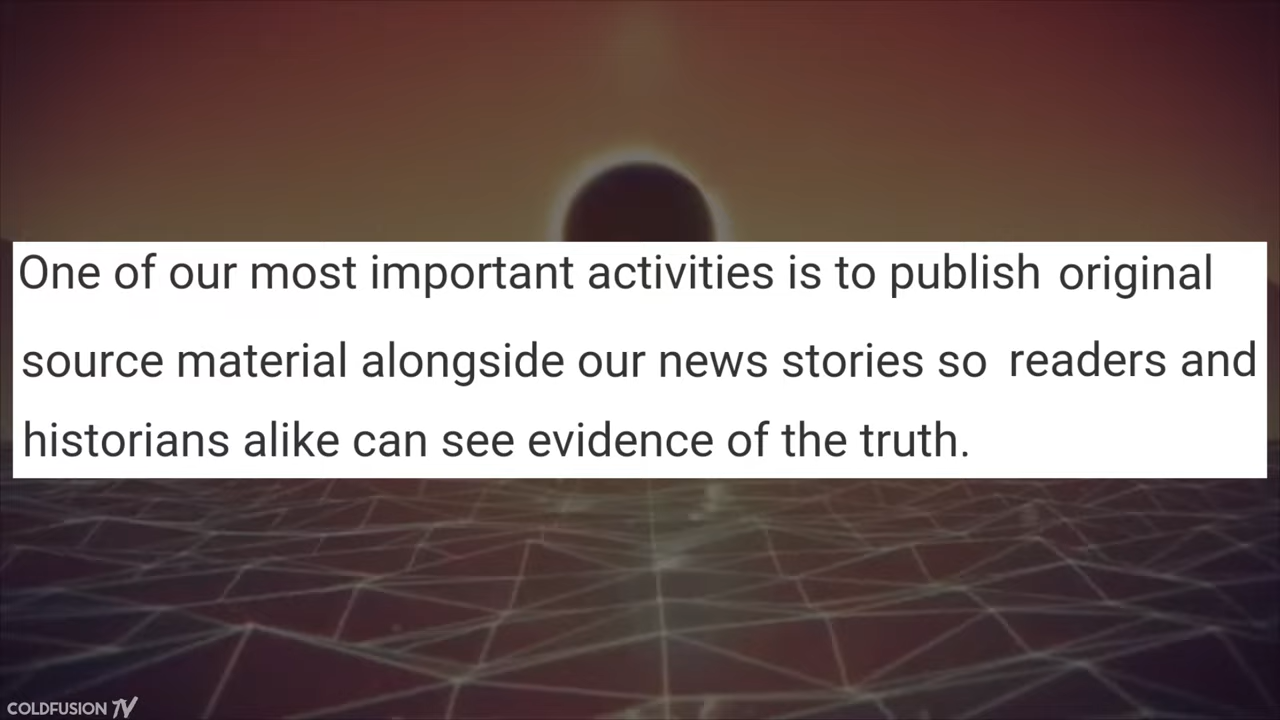 One of our most important activities is to publish original
source material alongside our news stories so readers and
historians alike can see evidence of the truth.
COLDFUSION TV